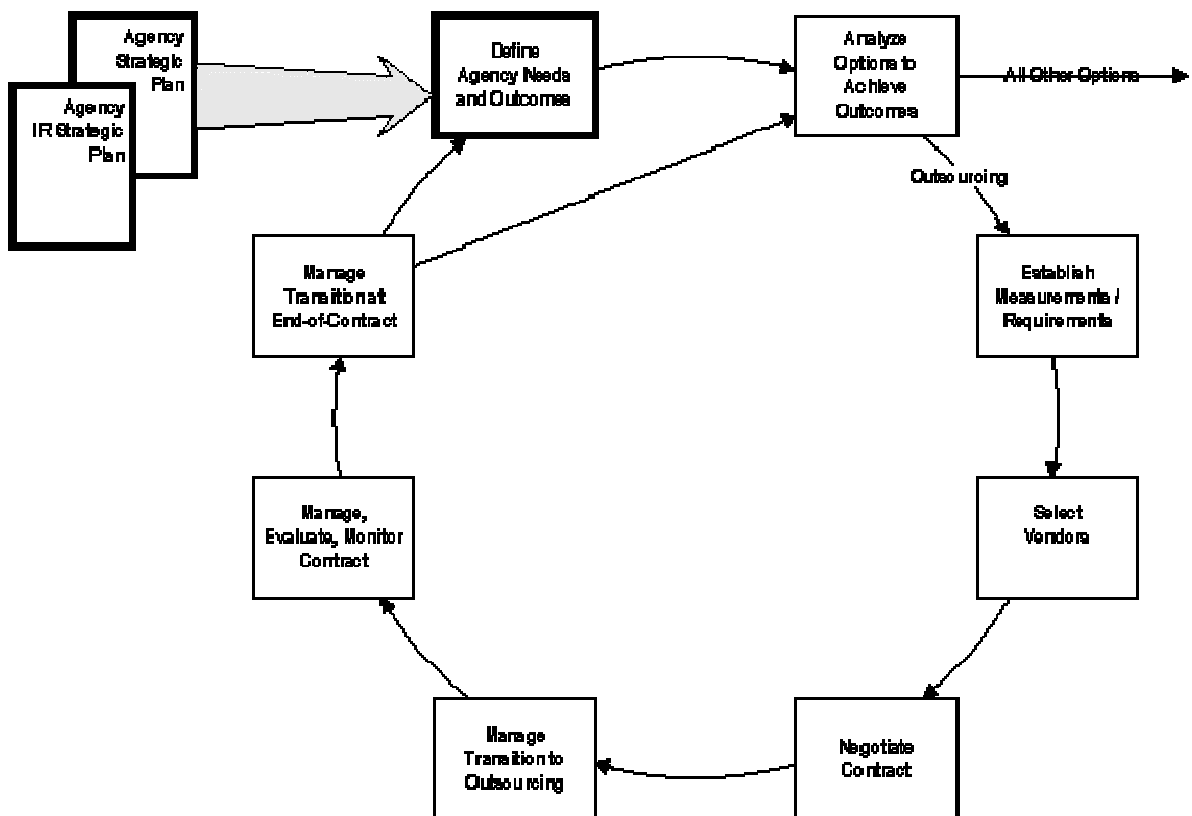 Agency
Strategic
Plan
Agency
IR Strategic
Plan
Define
Agency Needs
and Outcomes
Analyze
Options to
Achieve
Outcomes
All Other Options
Outsourcing
Establish
Measurements /
Requirements
Select
Vendors
Negotiate
Contract
Manage
Transition to
Outsourcing
Manage,
Evaluate, Monitor
Contract
Manage
Transition at
End-of-Contract